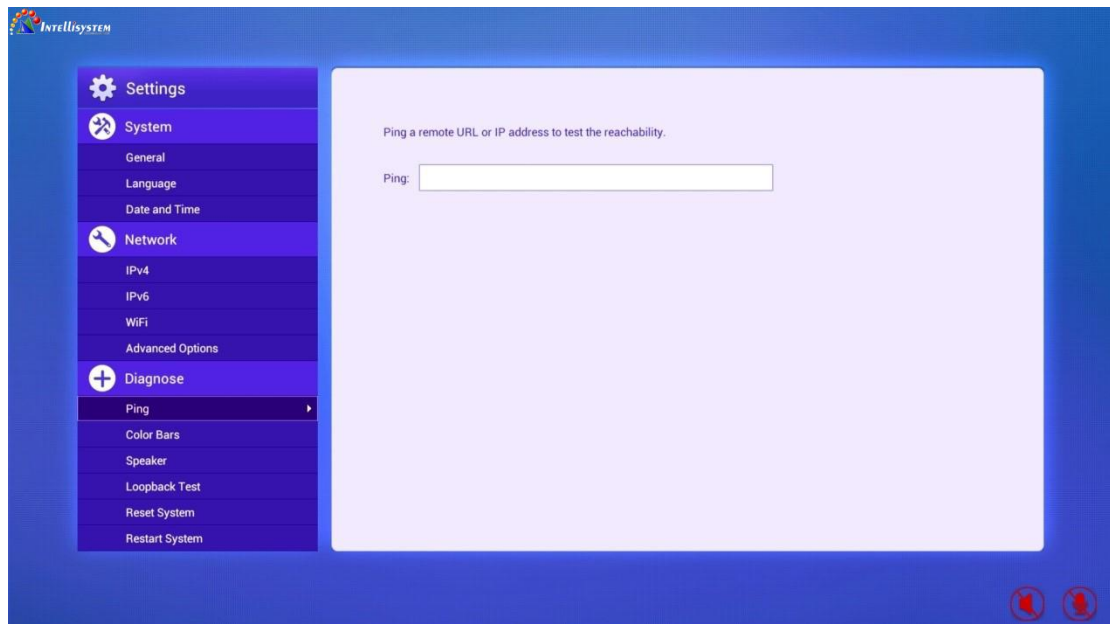 INTELLISYSTEM
Settings
System
General
Language
Date and Time
Network
IPv4
IPv6
WiFi
Advanced Options
Diagnose
Ping
Color Bars
Speaker
Loopback Test
Reset System
Restart System
Ping a remote URL or IP address to test the reachability.
Ping: